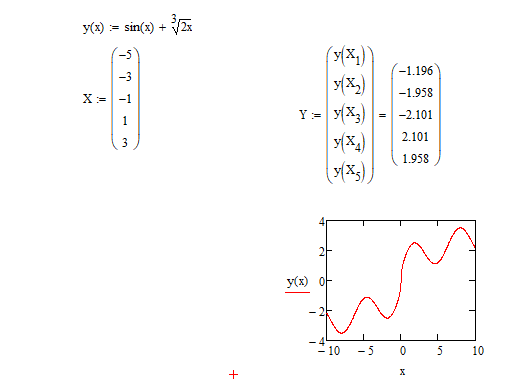 y(x) := sin(x) + ∛2x
X := (−5 −3 −1 1 3)
Y := (y(X₁) y(X₂) y(X₃) y(X₄) y(X₅)) = (−1.196 −1.958 −2.101 2.101 1.958)
4
2
y(x) 0
−2
−4
−10 −5 0 5 10
x